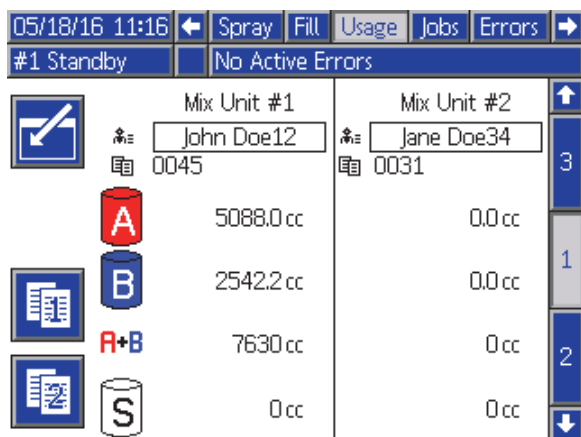 05/18/16 11:16 Spray Fill Usage Jobs Errors
#1 Standby No Active Errors
Mix Unit #1 Mix Unit #2
John Doe12 Jane Doe34
0045 0031
3
A 5088.0 cc 0.0 cc
1
B 2542.2 cc 0.0 cc
1
A+B 7630 cc 0 cc
2
2
S 0 cc 0 cc